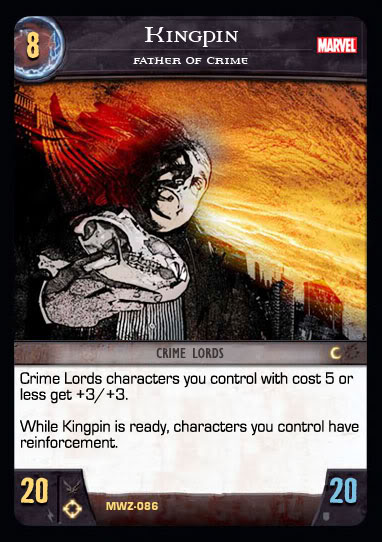 8
Kingpin
FATHER OF CRIME
MARVEL
CRIME LORDS
C
Crime Lords characters you control with cost 5 or
less get +3/+3.
While Kingpin is ready, characters you control have
reinforcement.
20
MWZ-086
20